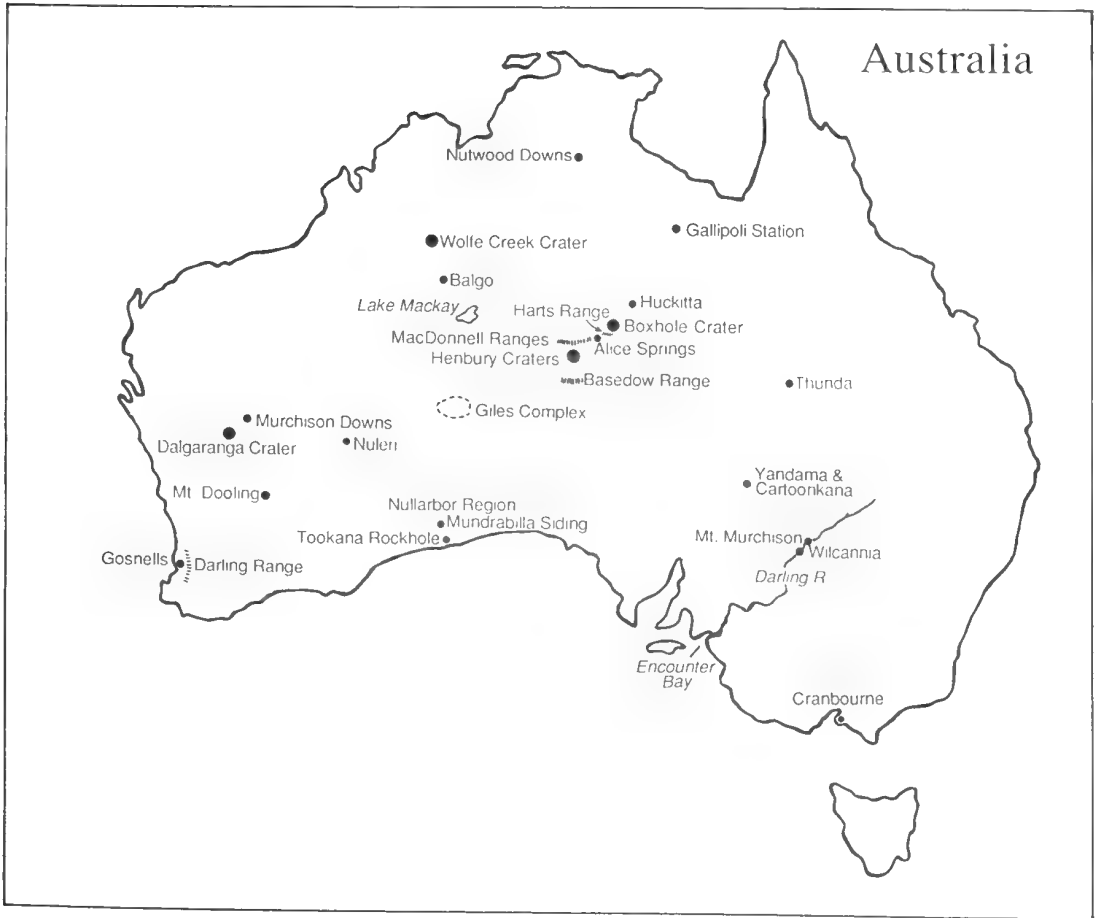 Australia
Nutwood Downs
Gallipoli Station
Wolfe Creek Crater
Balgo
Lake Mackay
Harts Range
Huckitta
Boxhole Crater
MacDonnell Ranges
Alice Springs
Henbury Craters
Basedow Range
Thunda
Giles Complex
Murchison Downs
Dalgaranga Crater
Nuleri
Yandama &
Cartoonkana
Mt. Dooling
Nullarbor Region
Mundrabilla Siding
Tookana Rockhole
Mt. Murchison
Wilcannia
Gosnells
Darling Range
Darling R
Encounter
Bay
Cranbourne